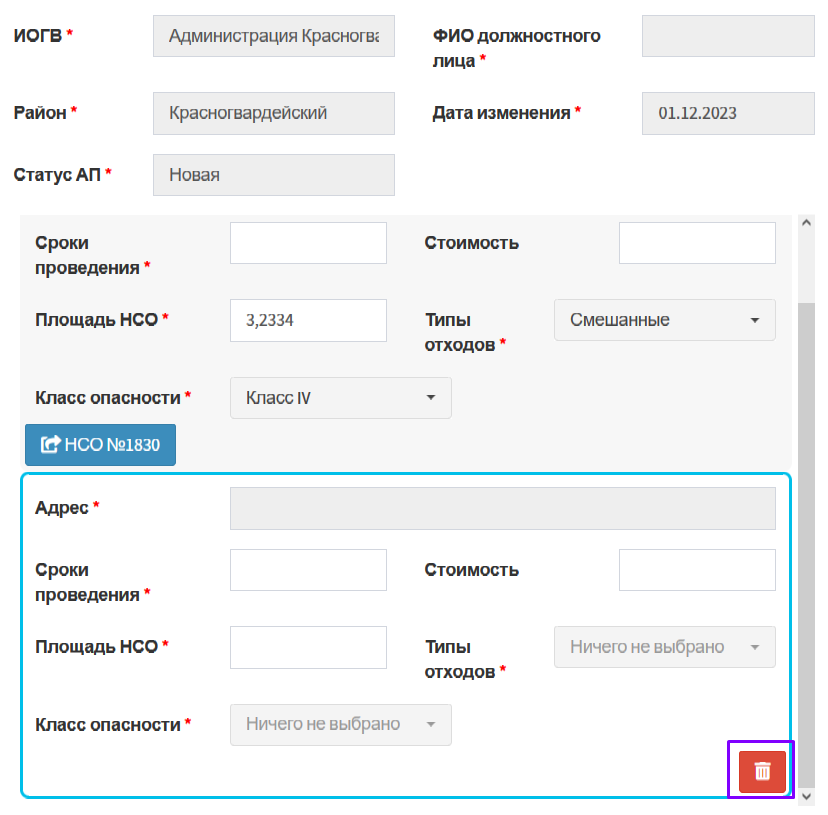 ИОГВ * Администрация Красногва ФИО должностного
лица *
Район * Красногвардейский Дата изменения * 01.12.2023
Статус АП * Новая
Сроки Стоимость
проведения *
Площадь НСО * 3,2334 Типы Смешанные
отходов *
Класс опасности * Класс IV
НСО №1830
Адрес *
Сроки Стоимость
проведения *
Площадь НСО * Типы Ничего не выбрано
отходов *
Класс опасности * Ничего не выбрано